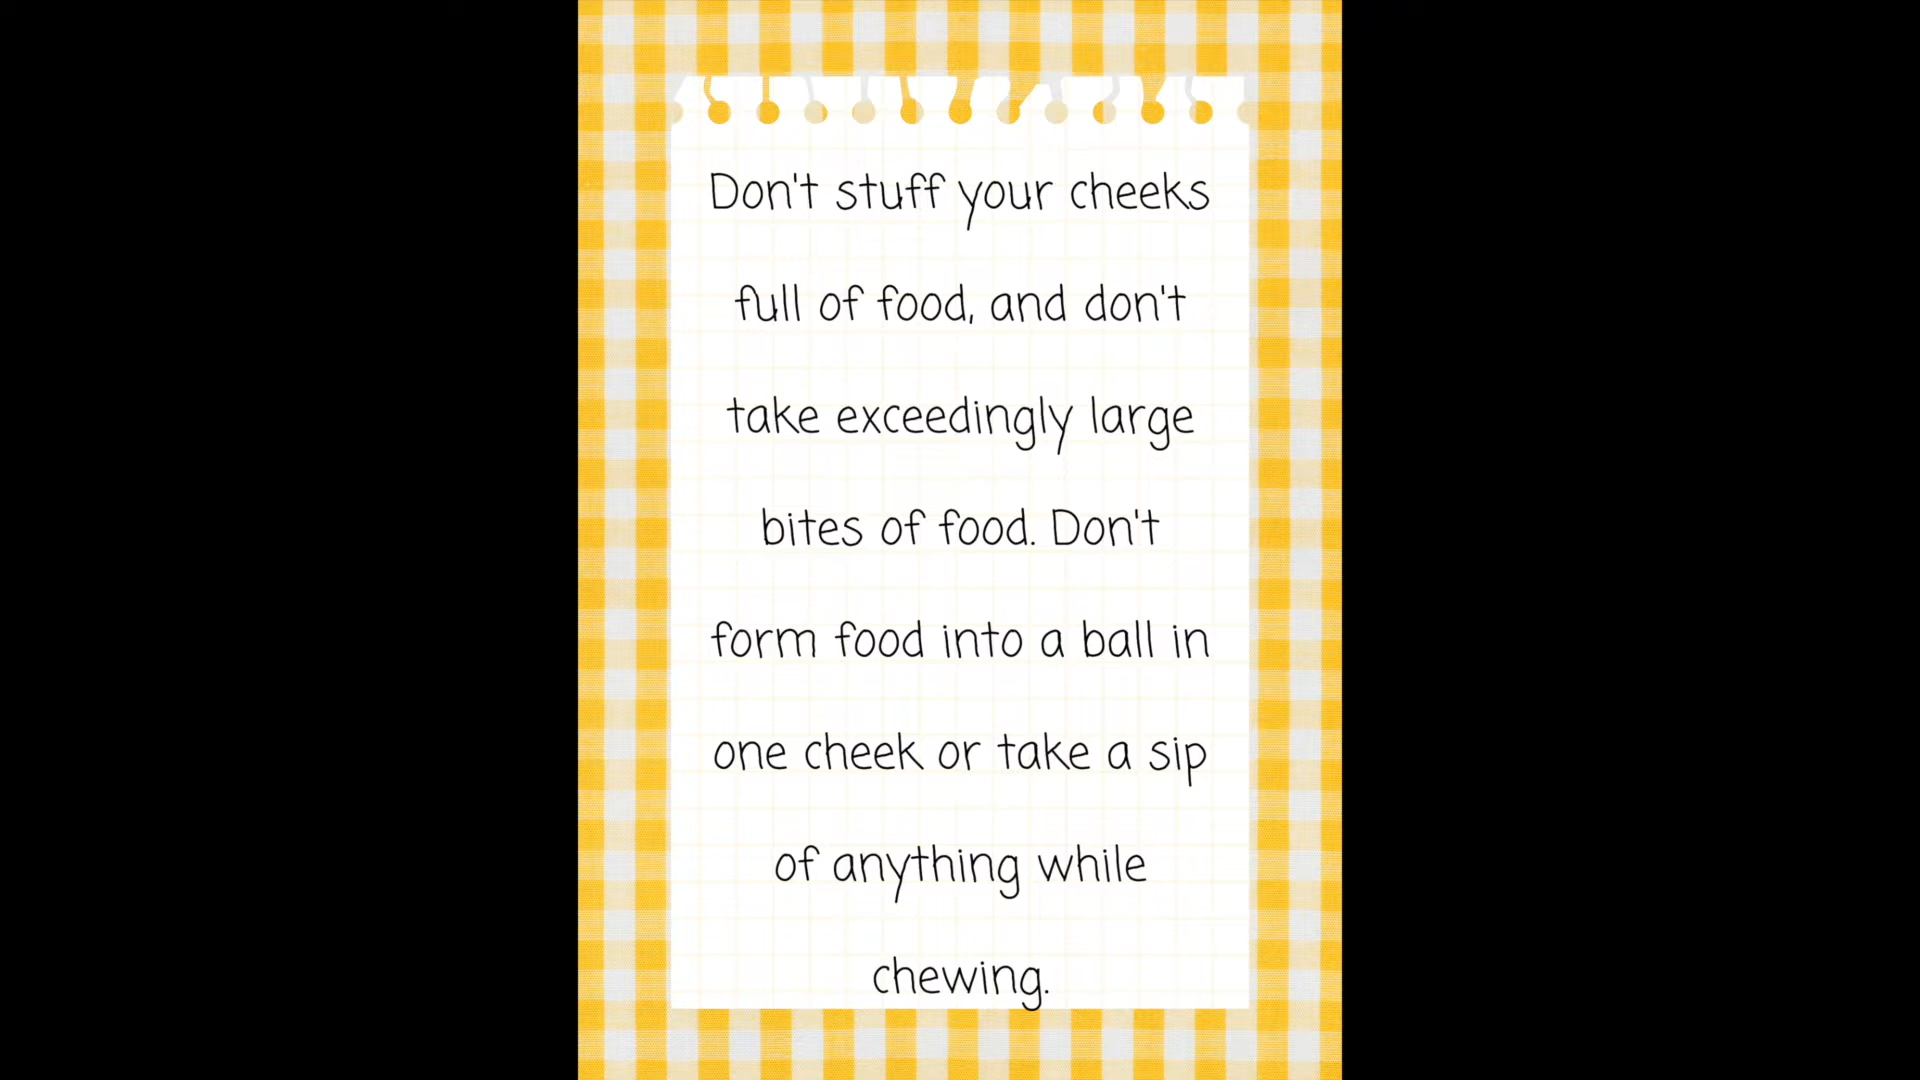 Don't stuff your cheeks
full of food, and don't
take exceedingly large
bites of food. Don't
form food into a ball in
one cheek or take a sip
of anything while
chewing.